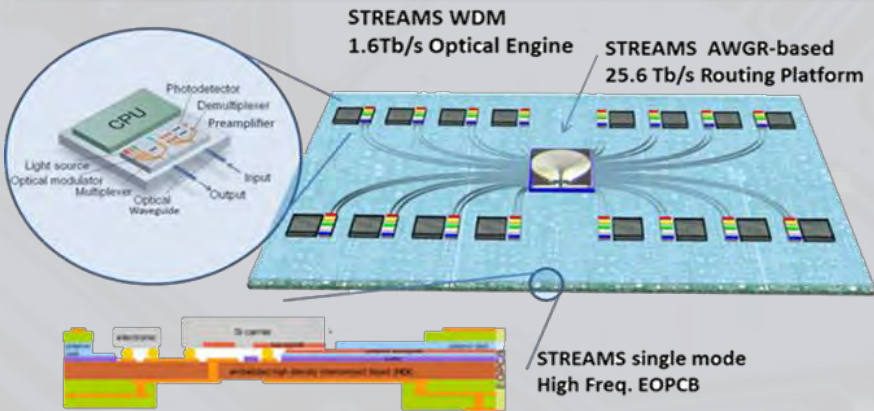 STREAMS WDM
1.6Tb/s Optical Engine
STREAMS AWGR-based
25.6 Tb/s Routing Platform
Photodetector
Demultiplexer
Preamplifier
CPU
Light source
Optical modulator
Multiplexer
Optical
Waveguide
Output
Input
electronic
Si carrier
embedded high density interconnect board (HDI)
EOPCB
STREAMS single mode
High Freq. EOPCB